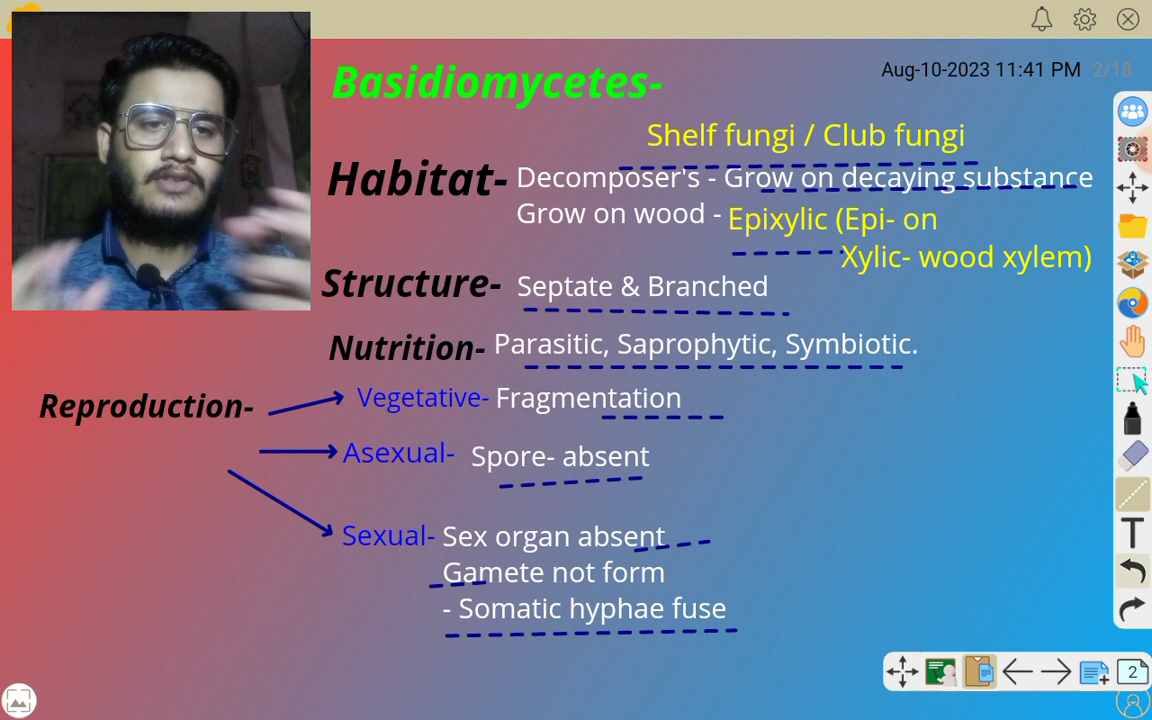 Aug-10-2023 11:41 PM 2/18
Basidiomycetes-
Shelf fungi / Club fungi
Habitat- Decomposer's - Grow on decaying substance
Grow on wood - Epixylic (Epi- on
Xylic- wood xylem)
Structure- Septate & Branched
Nutrition- Parasitic, Saprophytic, Symbiotic.
Reproduction- Vegetative- Fragmentation
Asexual- Spore- absent
Sexual- Sex organ absent
Gamete not form
- Somatic hyphae fuse
T
2